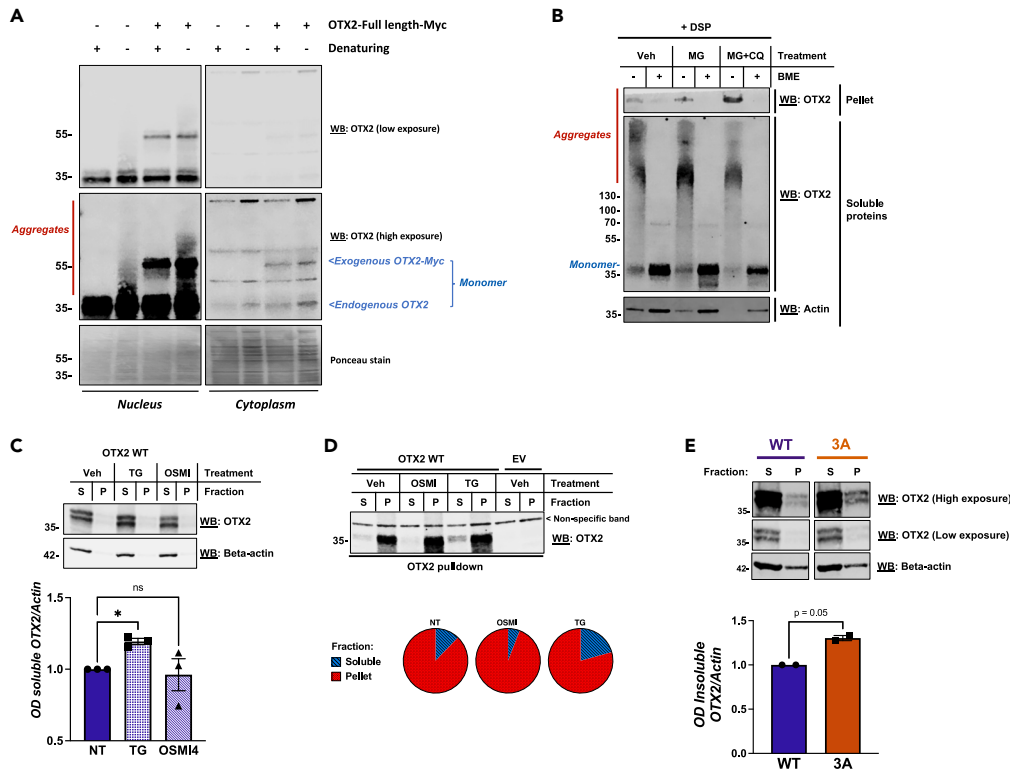 A
- - + + - - + + OTX2-Full length-Myc
+ - + - + - + - Denaturing
55-
35-
WB: OTX2 (low exposure)
Aggregates
55-
35-
WB: OTX2 (high exposure)
<Exogenous OTX2-Myc
Monomer
<Endogenous OTX2
55-
35-
Ponceau stain
Nucleus Cytoplasm
B
+ DSP
Veh MG MG+CQ Treatment
- + - + - + BME
WB: OTX2 Pellet
Aggregates
130-
100-
70-
55-
WB: OTX2
Soluble proteins
Monomer-
35-
35-
WB: Actin
C
OTX2 WT
Veh TG OSMI Treatment
S P S P S P Fraction
35-
WB: OTX2
42-
WB: Beta-actin
OD soluble OTX2/Actin
1.5
1.0
0.5
ns
*
NT TG OSMI4
D
OTX2 WT EV
Veh OSMI TG Veh Treatment
S P S P S P S P Fraction
< Non-specific band
35-
WB: OTX2
OTX2 pulldown
NT OSMI TG
Fraction:
Soluble
Pellet
E
WT 3A
Fraction: S P S P
35-
WB: OTX2 (High exposure)
35-
WB: OTX2 (Low exposure)
42-
WB: Beta-actin
OD Insoluble
OTX2/Actin
1.5
1.0
0.5
0.0
p = 0.05
WT 3A